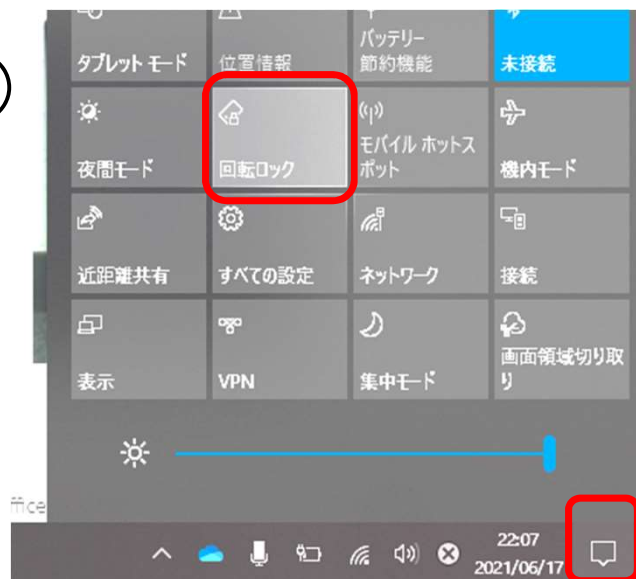 タブレット モード
位置情報
バッテリー
節約機能
未接続
夜間モード
回転ロック
モバイル ホットス
ポット
機内モード
近距離共有
すべての設定
ネットワーク
接続
表示
VPN
集中モード
画面領域切り取
り
ffice
22:07
2021/06/17